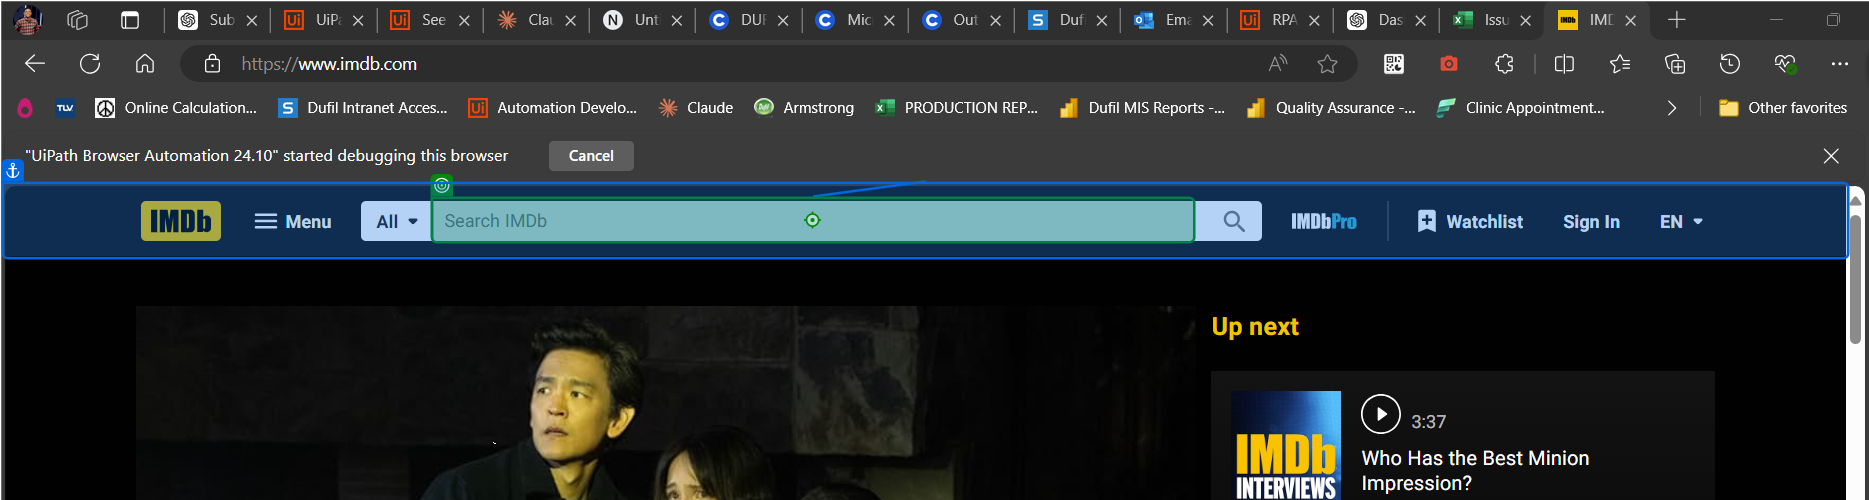 Sub
UiPa
See
Clau
Unti
DUF
Mic
Out
Dufi
Ema
RPA
Das
Issu
IMD
https://www.imdb.com
TLV
Online Calculation...
Dufil Intranet Acces...
Automation Develo...
Claude
Armstrong
PRODUCTION REP...
Dufil MIS Reports -...
Quality Assurance -...
Clinic Appointment...
Other favorites
"UiPath Browser Automation 24.10" started debugging this browser
Cancel
IMDb
Menu
All
Search IMDb
IMDbPro
Watchlist
Sign In
EN
Up next
3:37
Who Has the Best Minion
Impression?
IMDb
INTERVIEWS